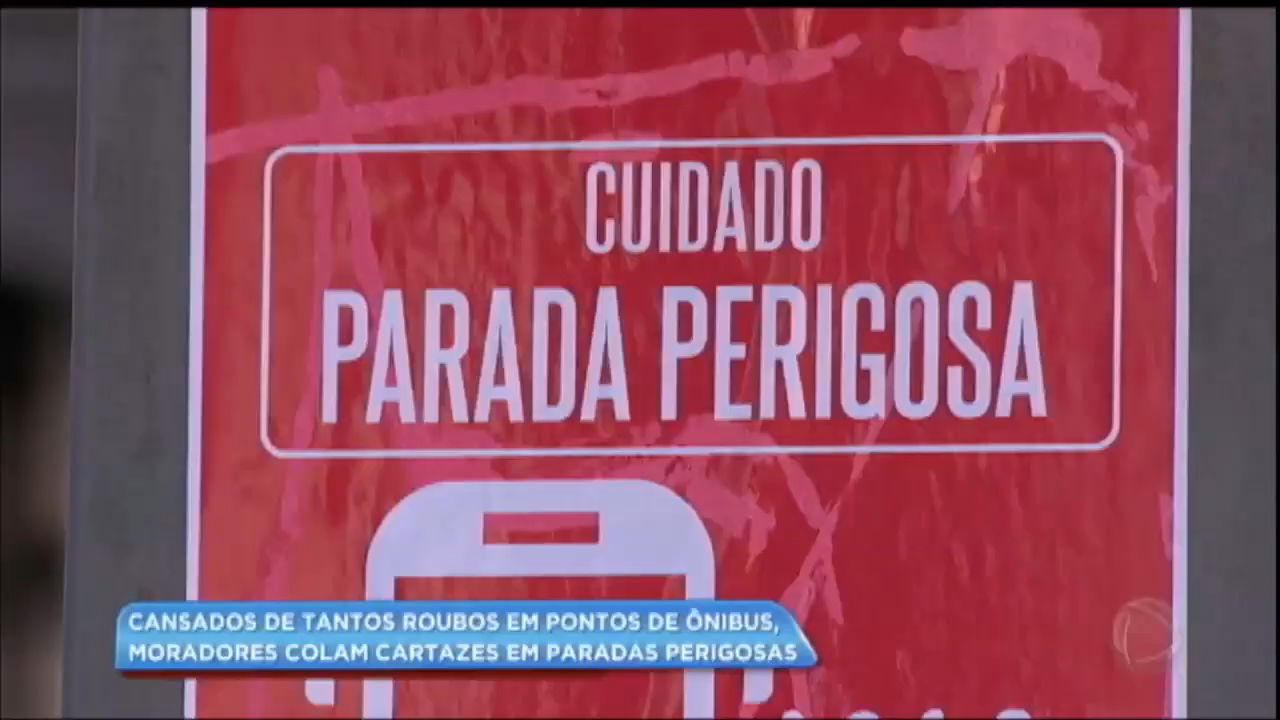 CUIDADO
PARADA PERIGOSA
CANSADOS DE TANTOS ROUBOS EM PONTOS DE ÔNIBUS,
MORADORES COLAM CARTAZES EM PARADAS PERIGOSAS